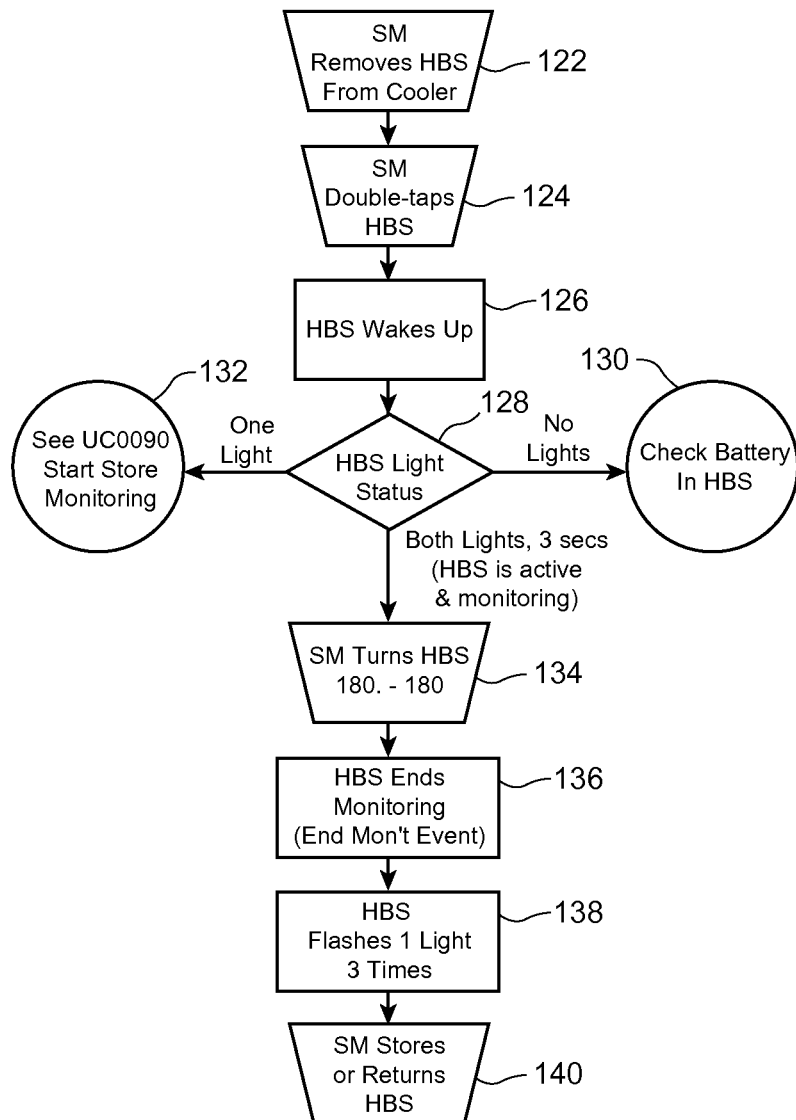 SM
Removes HBS
From Cooler
122
SM
Double-taps
HBS
124
HBS Wakes Up
126
132
130
128
One
Light
No
Lights
See UC0090
Start Store
Monitoring
HBS Light
Status
Check Battery
In HBS
Both Lights, 3 secs
(HBS is active
& monitoring)
SM Turns HBS
180. - 180
134
HBS Ends
Monitoring
(End Mon't Event)
136
HBS
Flashes 1 Light
3 Times
138
SM Stores
or Returns
HBS
140